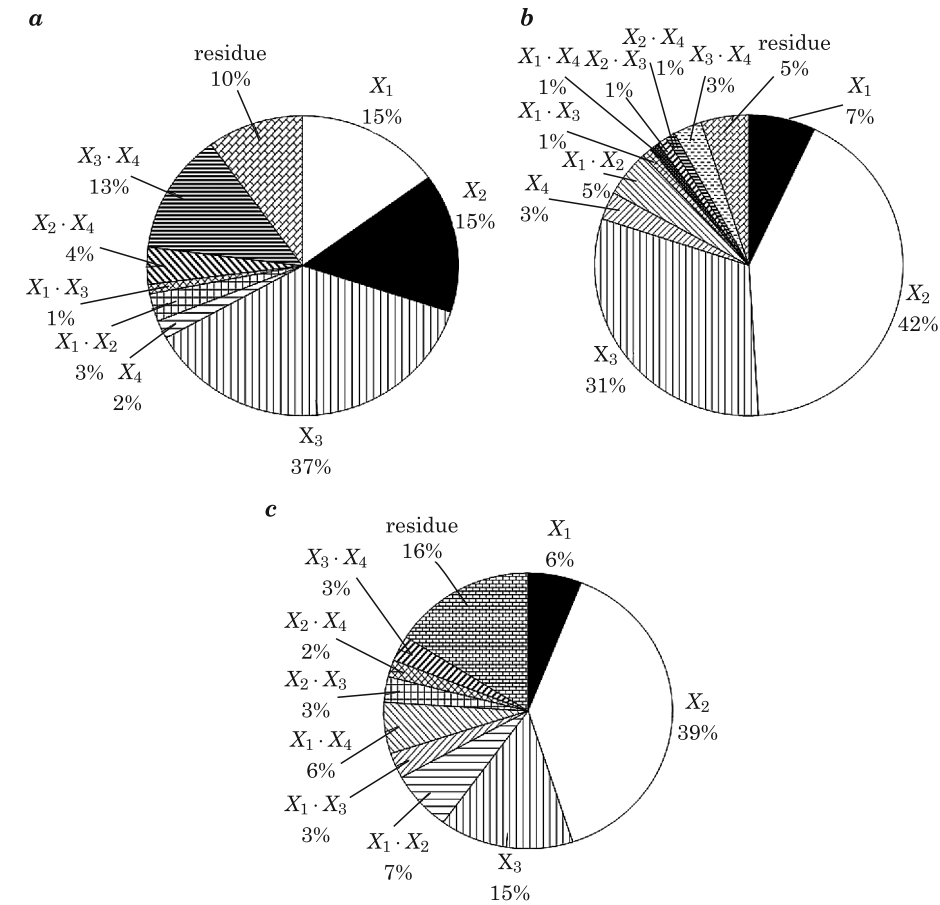 a
residue
10%
X₁
15%
X₂
15%
X₃
37%
X₄
2%
X₁ · X₂
3%
X₁ · X₃
1%
X₂ · X₄
4%
X₃ · X₄
13%
b
residue
5%
X₁
7%
X₂
42%
X₃
31%
X₄
3%
X₁ · X₂
5%
X₁ · X₃
1%
X₁ · X₄
1%
X₂ · X₃
1%
X₂ · X₄
1%
X₃ · X₄
3%
c
residue
16%
X₁
6%
X₂
39%
X₃
15%
X₁ · X₂
7%
X₁ · X₃
3%
X₁ · X₄
6%
X₂ · X₃
3%
X₂ · X₄
2%
X₃ · X₄
3%